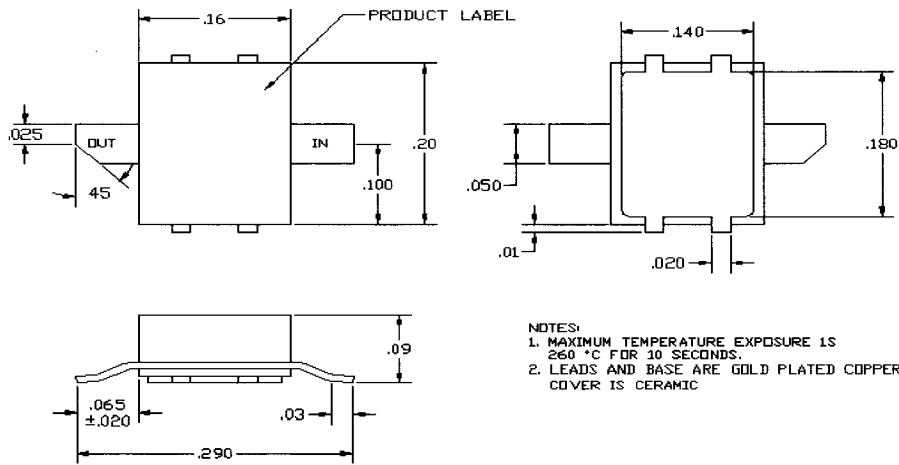 .16
PRODUCT LABEL
.140
.025
OUT
IN
.20
.180
.100
.050
45
.01
.020
.09
.065
±.020
.03
.290
NOTES:
1. MAXIMUM TEMPERATURE EXPOSURE IS
260 °C FOR 10 SECONDS.
2. LEADS AND BASE ARE GOLD PLATED COPPER
COVER IS CERAMIC